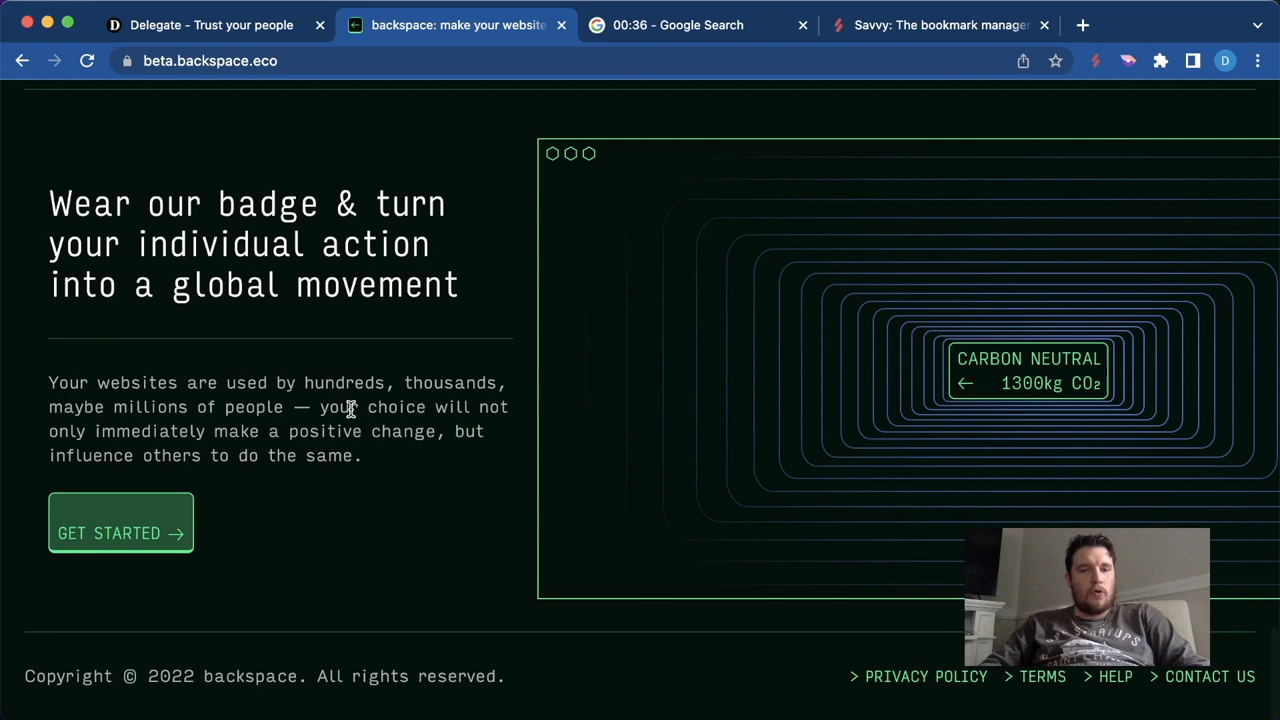 Delegate - Trust your people
backspace: make your website
00:36 - Google Search
Savvy: The bookmark manager
beta.backspace.eco
D
Wear our badge & turn
your individual action
into a global movement
Your websites are used by hundreds, thousands,
maybe millions of people — your choice will not
only immediately make a positive change, but
influence others to do the same.
GET STARTED →
CARBON NEUTRAL
← 1300kg CO₂
STARTUPS
Copyright © 2022 backspace. All rights reserved.
> PRIVACY POLICY > TERMS > HELP > CONTACT US